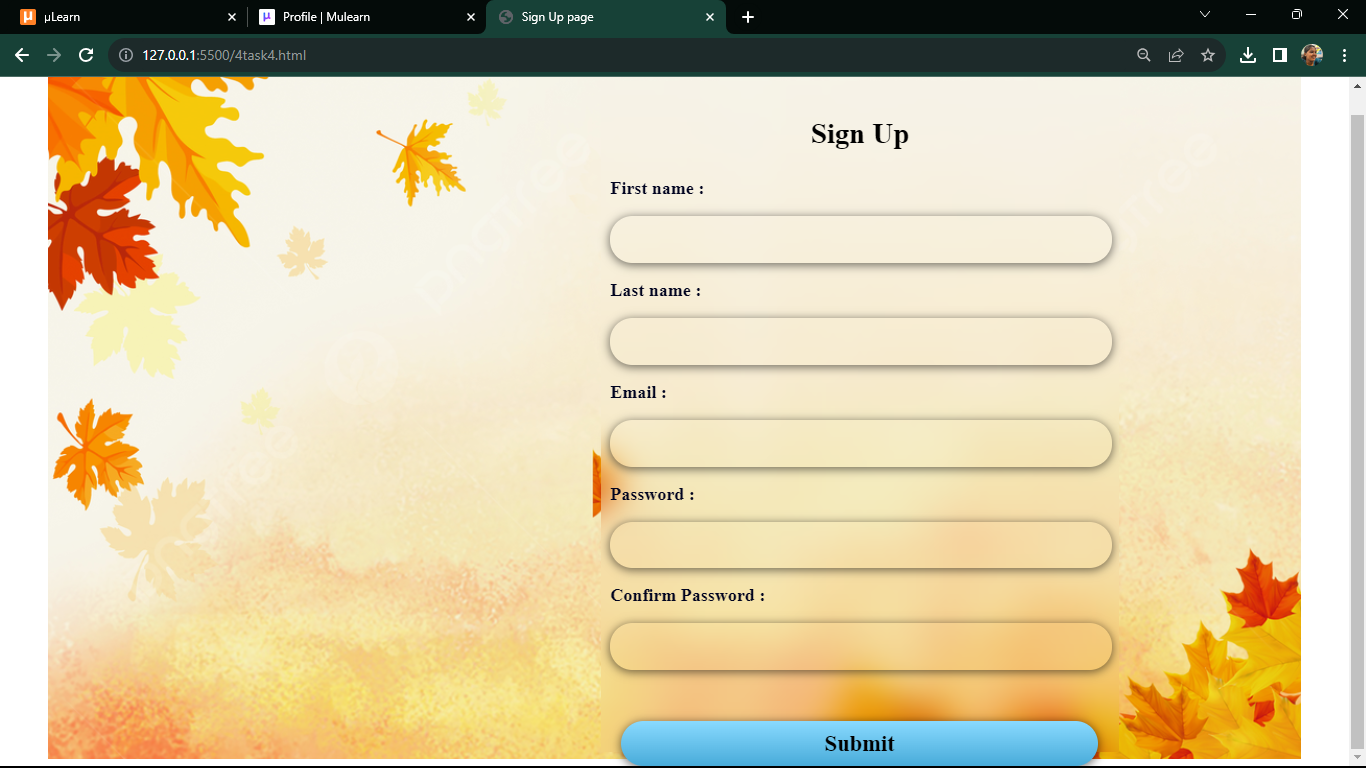 µLearn
Profile | Mulearn
Sign Up page
127.0.0.1:5500/4task4.html
Sign Up
First name :
Last name :
Email :
Password :
Confirm Password :
Submit
pngtree